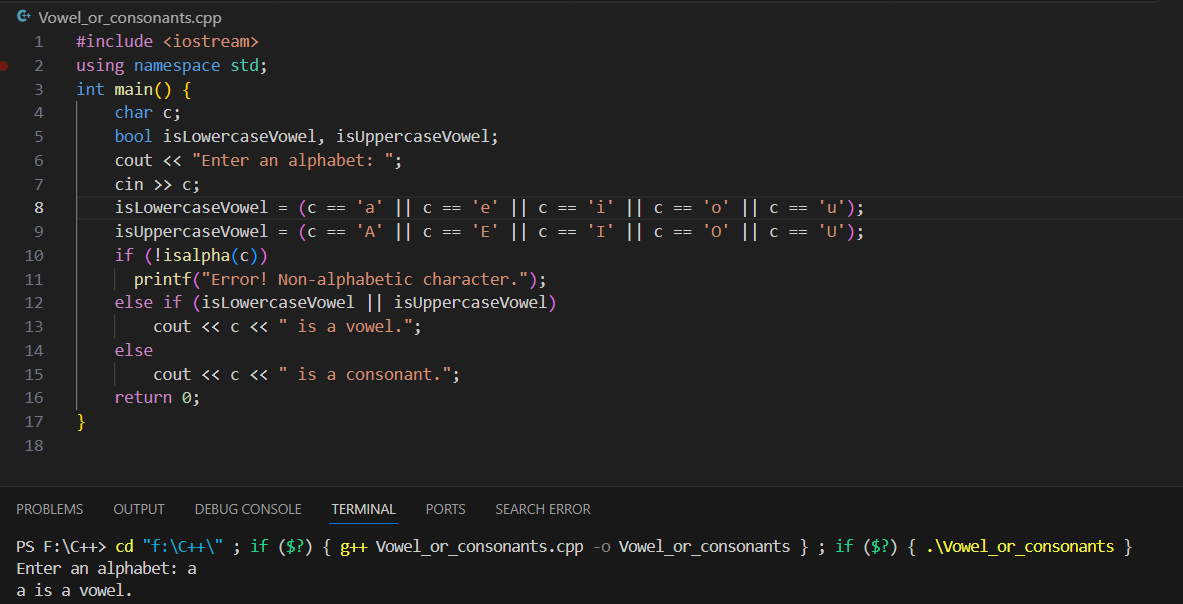 Vowel_or_consonants.cpp
1 #include <iostream>
2 using namespace std;
3 int main() {
4     char c;
5     bool isLowercaseVowel, isUppercaseVowel;
6     cout << "Enter an alphabet: ";
7     cin >> c;
8     isLowercaseVowel = (c == 'a' || c == 'e' || c == 'i' || c == 'o' || c == 'u');
9     isUppercaseVowel = (c == 'A' || c == 'E' || c == 'I' || c == 'O' || c == 'U');
10     if (!isalpha(c))
11       printf("Error! Non-alphabetic character.");
12     else if (isLowercaseVowel || isUppercaseVowel)
13         cout << c << " is a vowel.";
14     else
15         cout << c << " is a consonant.";
16     return 0;
17 }
18
PROBLEMS OUTPUT DEBUG CONSOLE TERMINAL PORTS SEARCH ERROR
PS F:\C++> cd "f:\C++\" ; if ($?) { g++ Vowel_or_consonants.cpp -o Vowel_or_consonants } ; if ($?) { .\Vowel_or_consonants }
Enter an alphabet: a
a is a vowel.